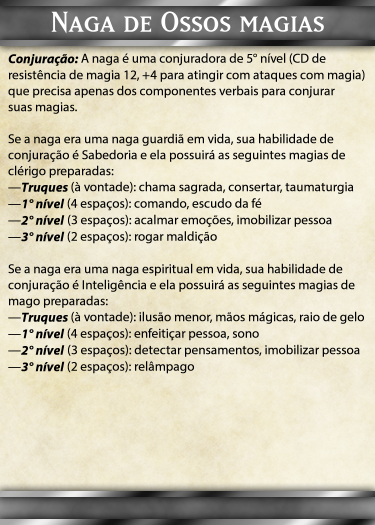 Naga de Ossos magias
Conjuração: A naga é uma conjuradora de 5° nível (CD de
resistência de magia 12, +4 para atingir com ataques com magia)
que precisa apenas dos componentes verbais para conjurar
suas magias.
Se a naga era uma naga guardiã em vida, sua habilidade de
conjuração é Sabedoria e ela possuirá as seguintes magias de
clérigo preparadas:
—Truques (à vontade): chama sagrada, consertar, taumaturgia
—1° nível (4 espaços): comando, escudo da fé
—2° nível (3 espaços): acalmar emoções, imobilizar pessoa
—3° nível (2 espaços): rogar maldição
Se a naga era uma naga espiritual em vida, sua habilidade de
conjuração é Inteligência e ela possuirá as seguintes magias de
mago preparadas:
—Truques (à vontade): ilusão menor, mãos mágicas, raio de gelo
—1° nível (4 espaços): enfeitiçar pessoa, sono
—2° nível (3 espaços): detectar pensamentos, imobilizar pessoa
—3° nível (2 espaços): relâmpago